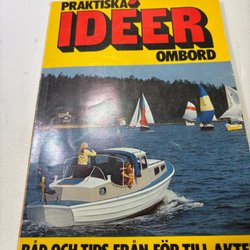 PRAKTISKA
IDÉER
OMBORD
RÅD OCH TIPS FRÅN FÖR TILL AKTER